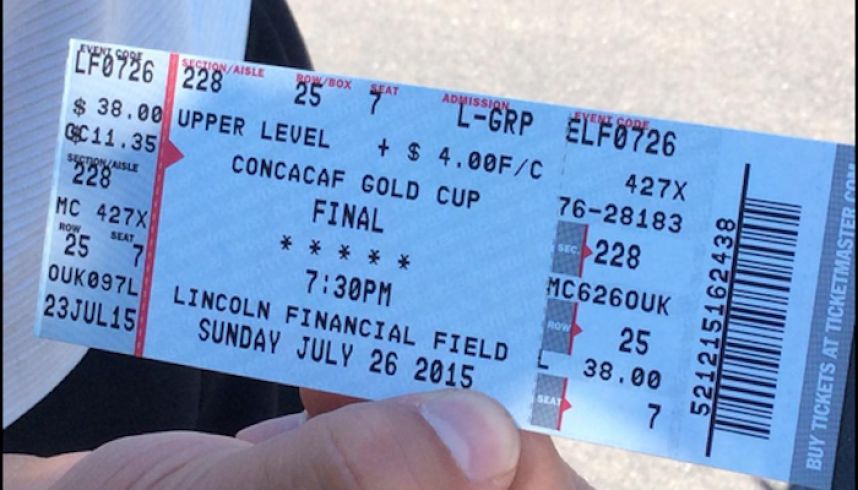 EVENT CODE
LF0726
$ 38.00
11.35
SECTION/AISLE
228
MC 427X
ROW SEAT
25 7
OUK097L
23JUL15
SECTION/AISLE ROW/BOX SEAT ADMISSION
228 25 7 L-GRP
UPPER LEVEL + $ 4.00F/C
CONCACAF GOLD CUP
FINAL
* * * * *
7:30PM
LINCOLN FINANCIAL FIELD
SUNDAY JULY 26 2015
EVENT CODE
ELF0726
427X
76-28183
SEC. 228
MC626OUK
ROW 25
L 38.00
SEAT 7
521215162438
BUY TICKETS AT TICKETMASTER.COM